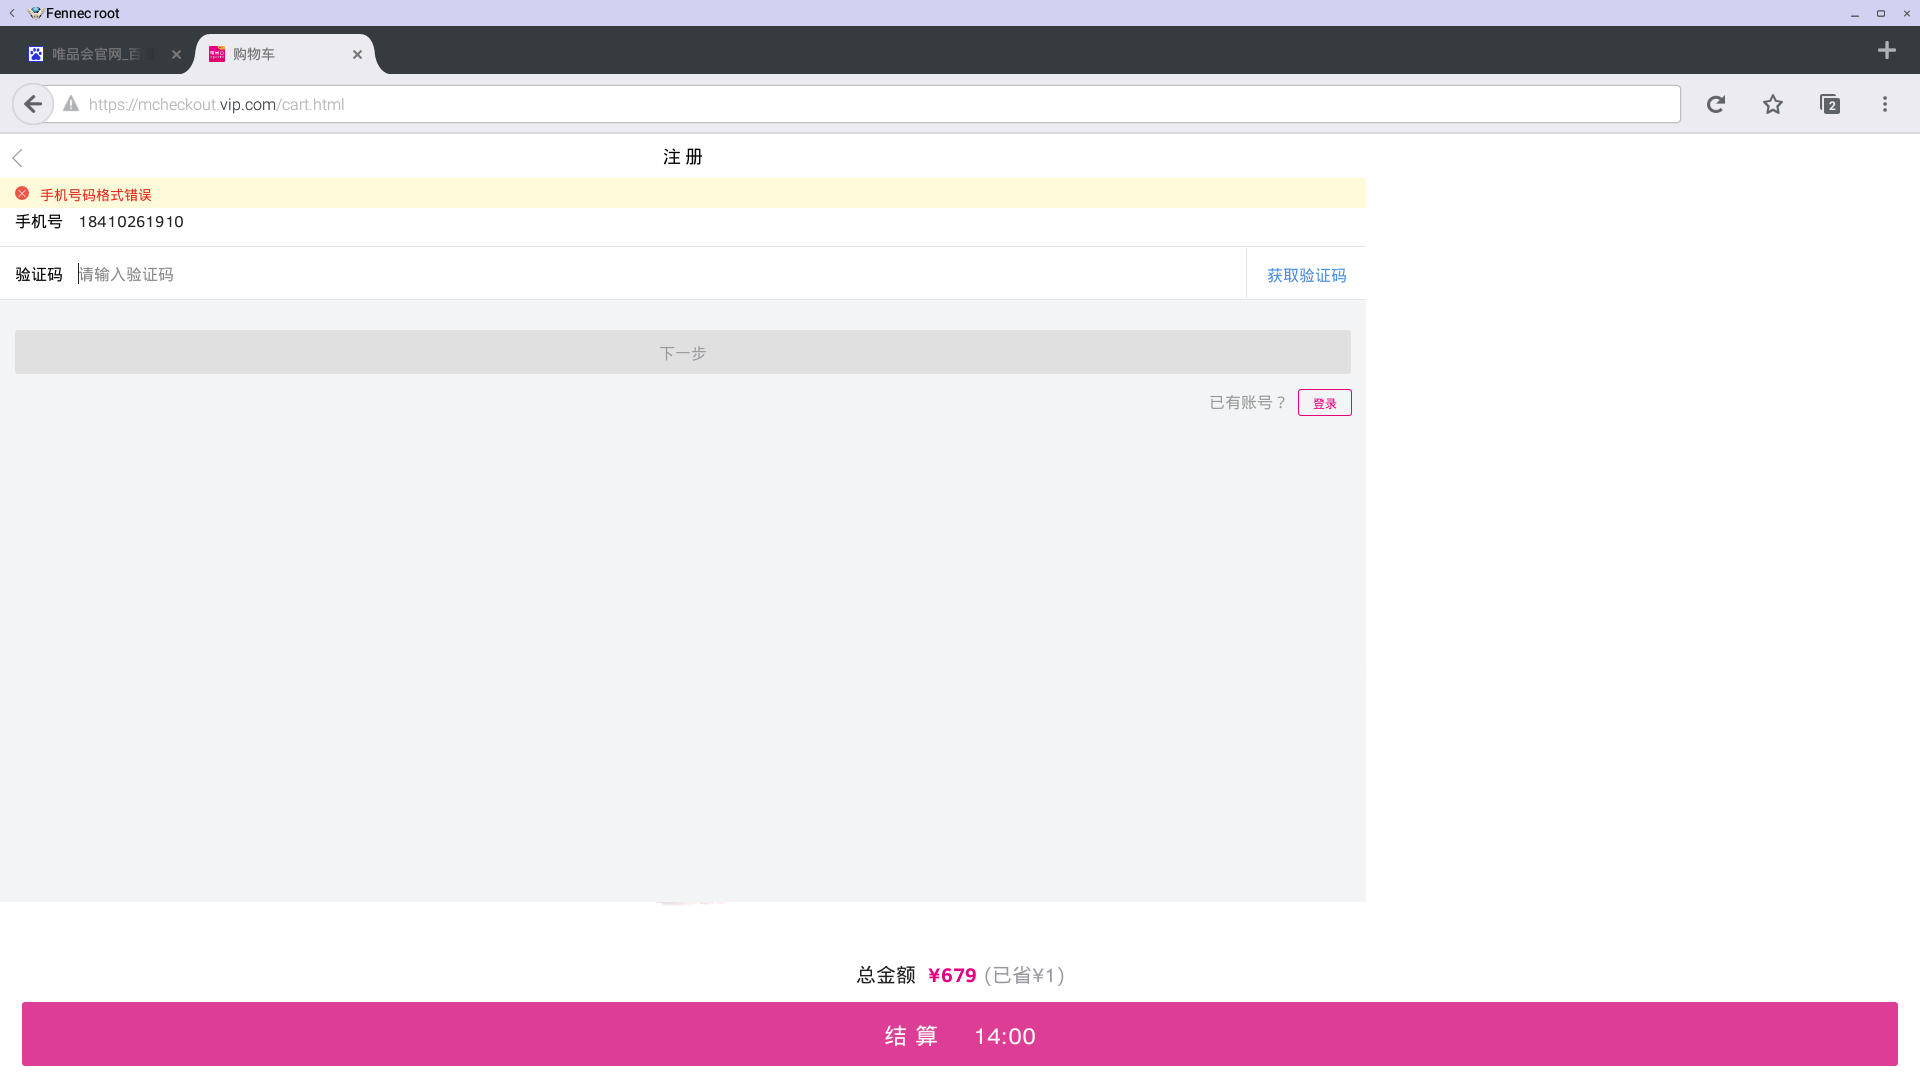 Fennec root
唯品会官网_百
购物车
https://mcheckout.vip.com/cart.html
2
注 册
手机号码格式错误
手机号 18410261910
验证码 请输入验证码 获取验证码
下一步
已有账号？ 登录
总金额 ¥679 (已省¥1)
结 算 14:00